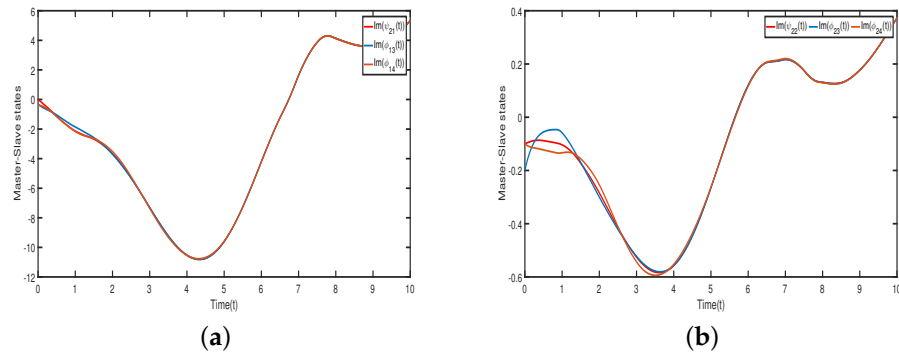 6
4
2
0
-2
-4
-6
-8
-10
-12
0 1 2 3 4 5 6 7 8 9 10
Master-Slave states
Time(t)
Im(ψ21(t))
Im(ϕ13(t))
Im(ϕ14(t))
(a)
0.4
0.2
0
-0.2
-0.4
-0.6
0 1 2 3 4 5 6 7 8 9 10
Master-Slave states
Time(t)
Im(ψ22(t)) Im(ϕ23(t)) Im(ϕ24(t))
(b)